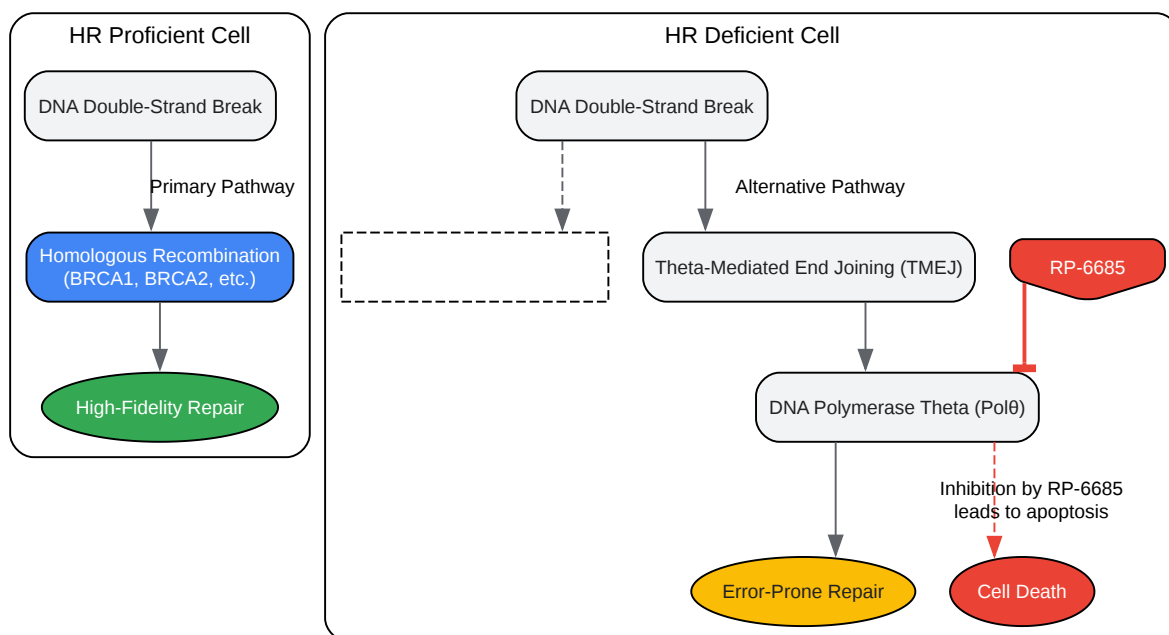 HR Proficient Cell
DNA Double-Strand Break
Primary Pathway
Homologous Recombination
(BRCA1, BRCA2, etc.)
High-Fidelity Repair
HR Deficient Cell
DNA Double-Strand Break
Alternative Pathway
Theta-Mediated End Joining (TMEJ)
RP-6685
DNA Polymerase Theta (Polθ)
Inhibition by RP-6685
leads to apoptosis
Error-Prone Repair
Cell Death